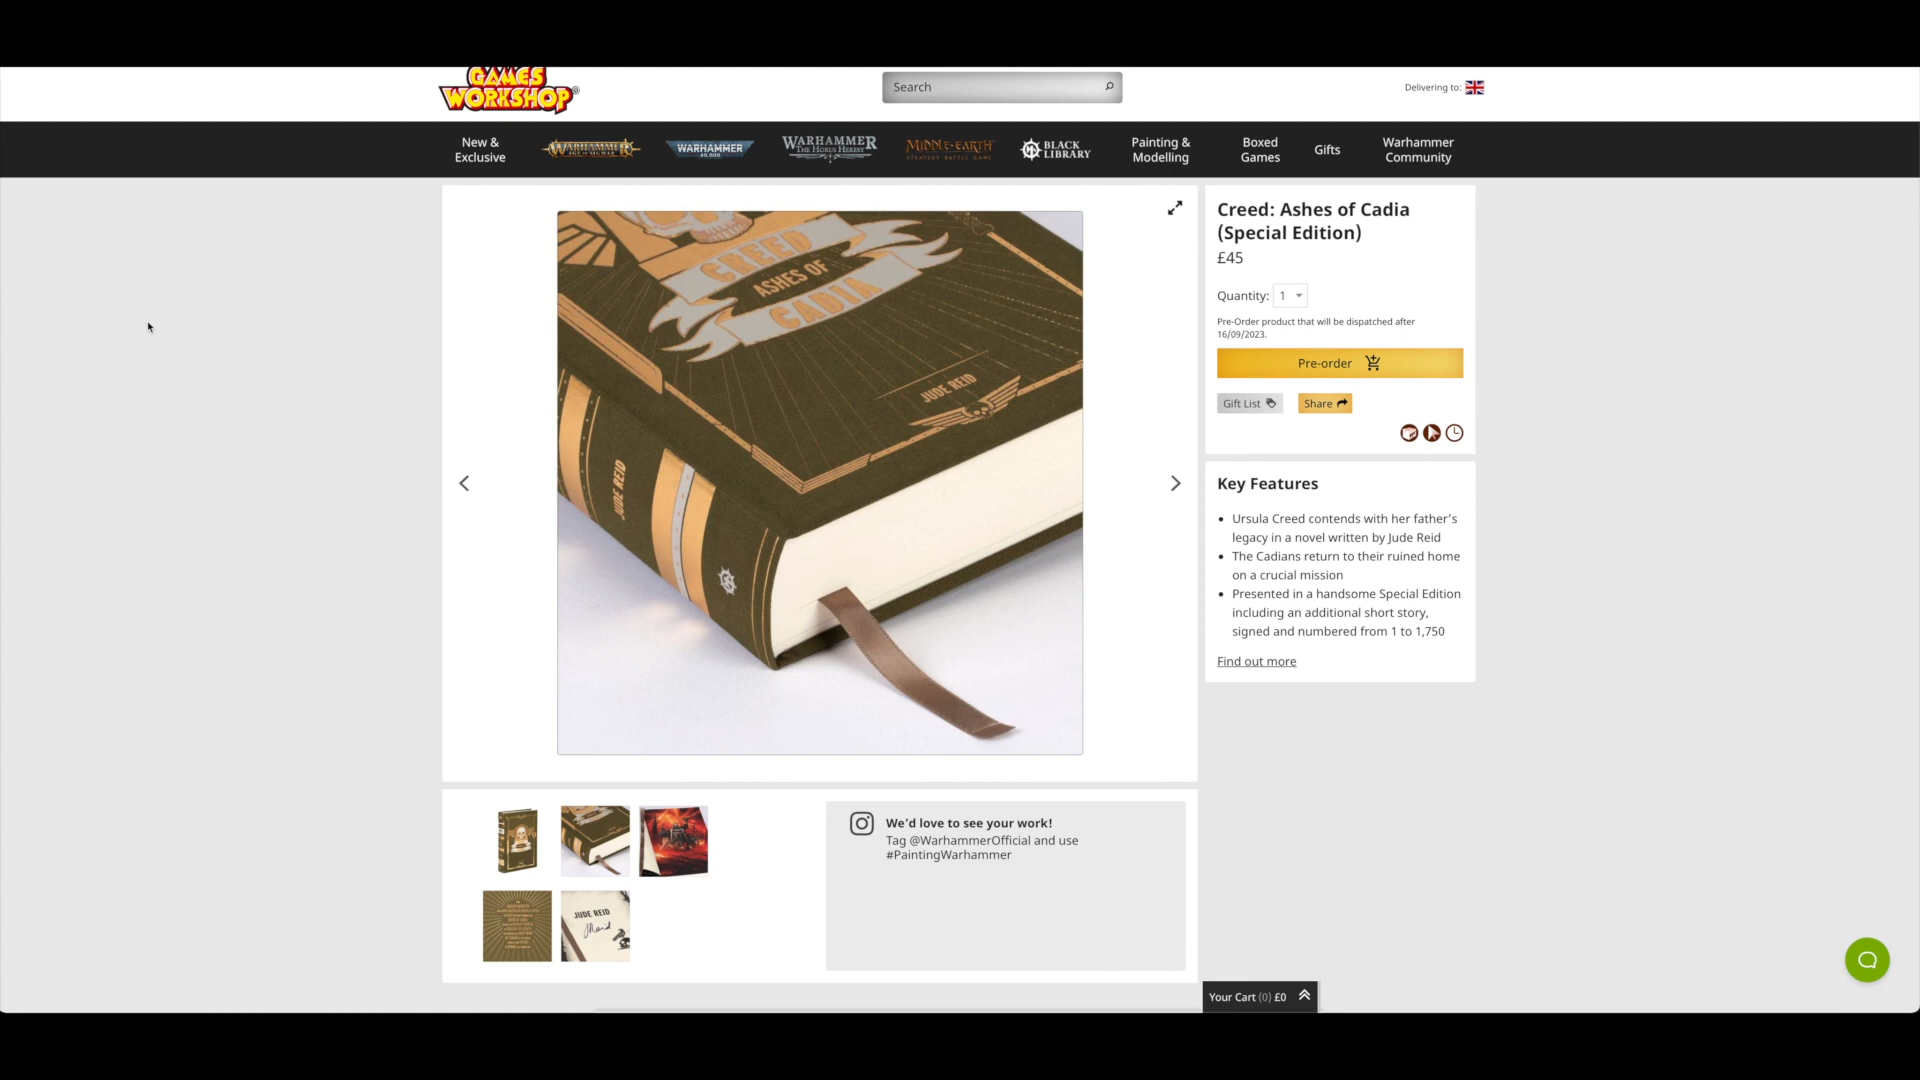 GAMES
WORKSHOP®
Search
Delivering to:
New &
Exclusive
WARHAMMER
AGE OF SIGMAR
WARHAMMER
40,000
WARHAMMER
THE HORUS HERESY
MIDDLE-EARTH
STRATEGY BATTLE GAME
BLACK
LIBRARY
Painting &
Modelling
Boxed
Games
Gifts
Warhammer
Community
CREED
ASHES OF
CADIA
JUDE REID
JUDE REID
Creed: Ashes of Cadia
(Special Edition)
£45
Quantity: 1
Pre-Order product that will be dispatched after
16/09/2023.
Pre-order
Gift List
Share
Key Features
• Ursula Creed contends with her father’s
legacy in a novel written by Jude Reid
• The Cadians return to their ruined home
on a crucial mission
• Presented in a handsome Special Edition
including an additional short story,
signed and numbered from 1 to 1,750
Find out more
JUDE REID
We’d love to see your work!
Tag @WarhammerOfficial and use
#PaintingWarhammer
Your Cart (0) £0